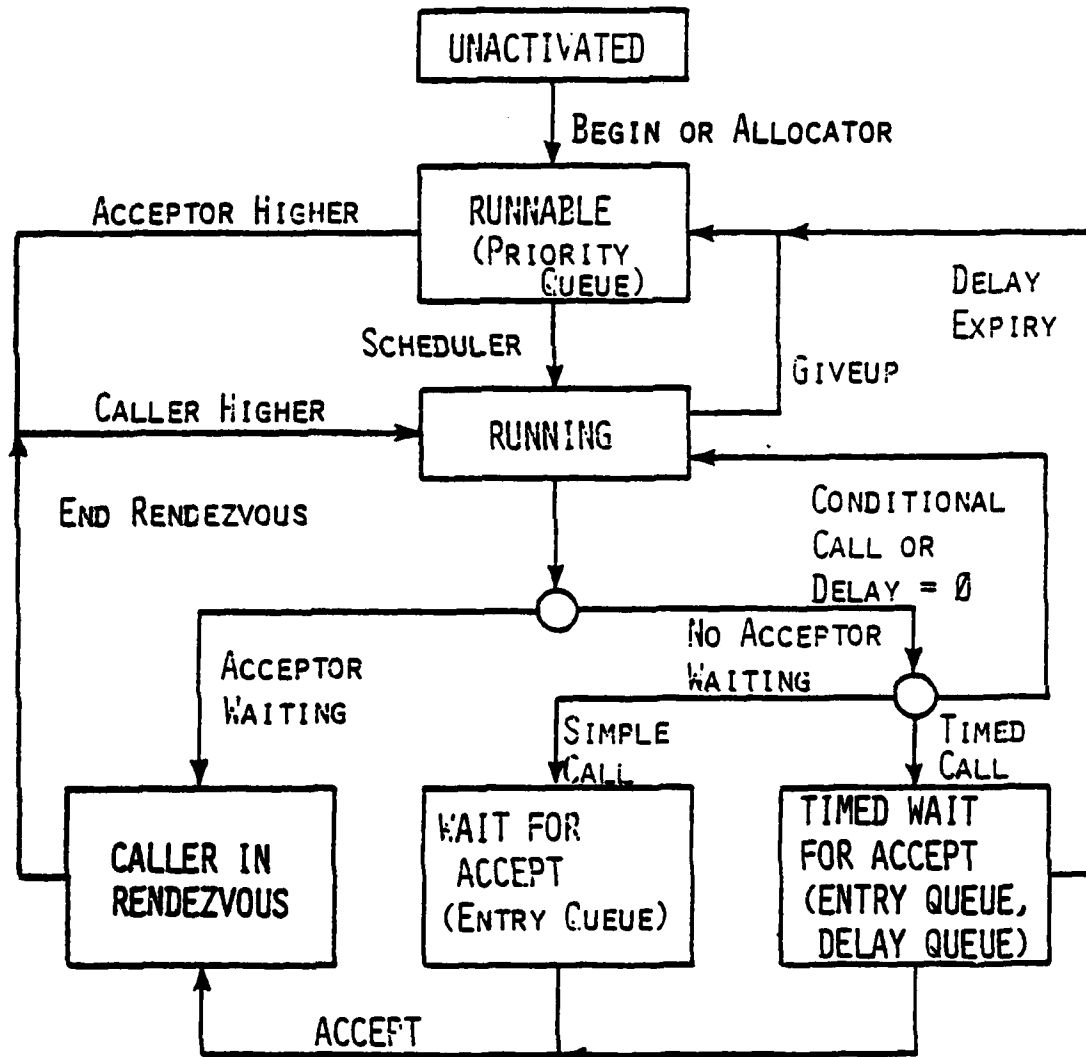 UNACTIVATED
BEGIN OR ALLOCATOR
ACCEPTOR HIGHER
RUNNABLE
(PRIORITY
QUEUE)
DELAY
EXPIRY
SCHEDULER
GIVEUP
CALLER HIGHER
RUNNING
END RENDEZVOUS
CONDITIONAL
CALL OR
DELAY = 0
NO ACCEPTOR
WAITING
ACCEPTOR
WAITING
SIMPLE
CALL
TIMED
CALL
CALLER IN
RENDEZVOUS
WAIT FOR
ACCEPT
(ENTRY QUEUE)
TIMED WAIT
FOR ACCEPT
(ENTRY QUEUE,
DELAY QUEUE)
ACCEPT